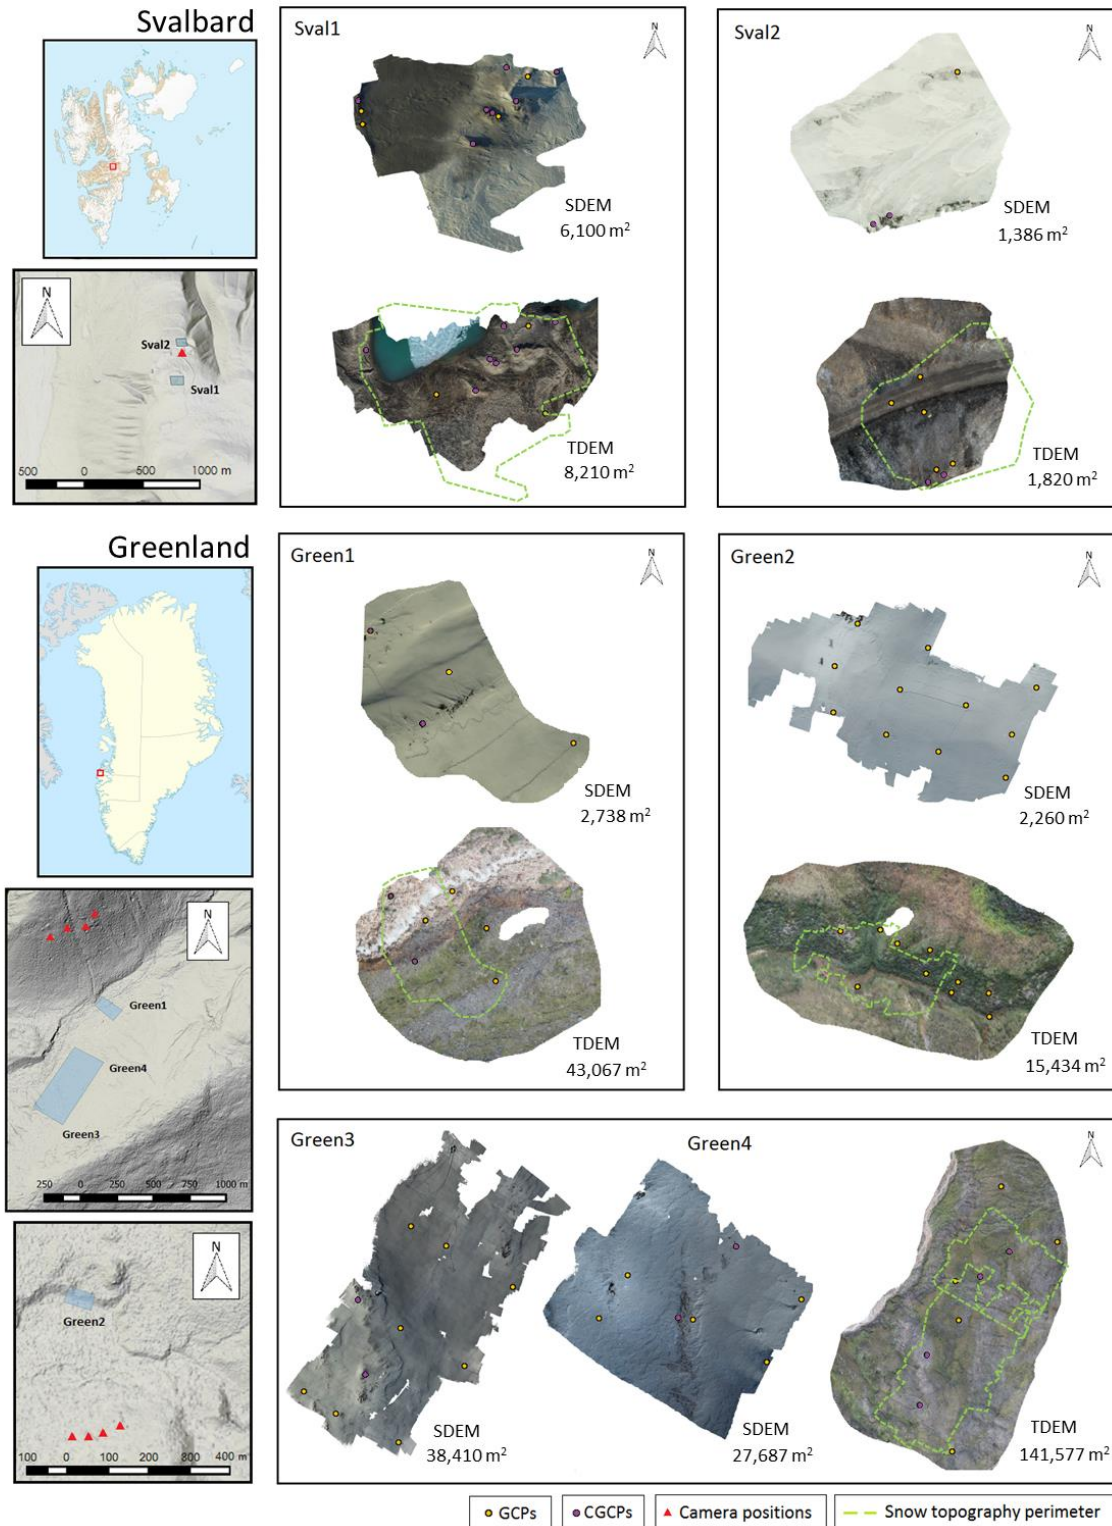 Svalbard
N
Sval2
Sval1
500 0 500 1000 m
Sval1
N
SDEM
6,100 m²
TDEM
8,210 m²
Sval2
N
SDEM
1,386 m²
TDEM
1,820 m²
Greenland
N
Green1
Green4
Green3
250 0 250 500 750 1000 m
N
Green2
100 0 100 200 300 400 m
Green1
N
SDEM
2,738 m²
TDEM
43,067 m²
Green2
N
SDEM
2,260 m²
TDEM
15,434 m²
Green3
SDEM
38,410 m²
Green4
SDEM
27,687 m²
N
TDEM
141,577 m²
GCPs
CGCPs
Camera positions
Snow topography perimeter